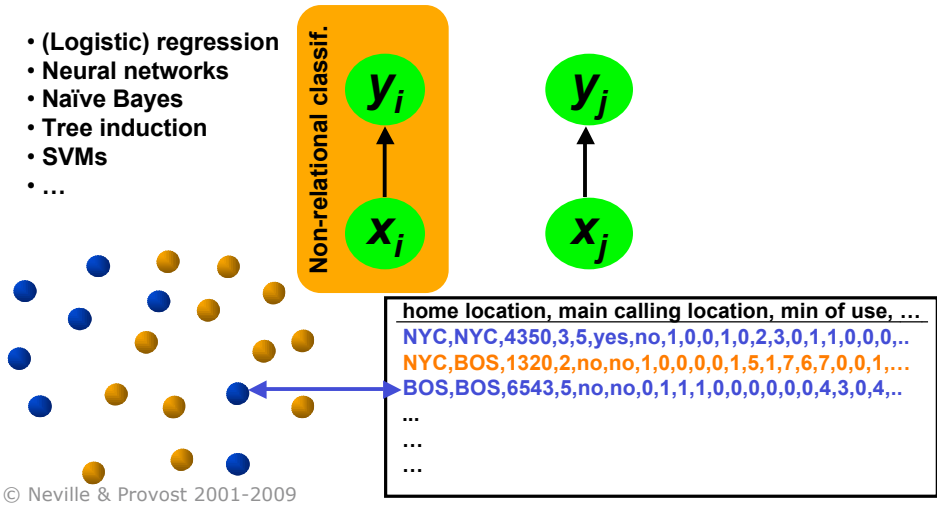 • (Logistic) regression
• Neural networks
• Naïve Bayes
• Tree induction
• SVMs
• …
Non-relational classif.
yi
xi
yj
xj
home location, main calling location, min of use, …
NYC,NYC,4350,3,5,yes,no,1,0,0,1,0,2,3,0,1,1,0,0,0,..
NYC,BOS,1320,2,no,no,1,0,0,0,0,1,5,1,7,6,7,0,0,1,…
BOS,BOS,6543,5,no,no,0,1,1,1,0,0,0,0,0,0,4,3,0,4,..
...
…
…
© Neville & Provost 2001-2009